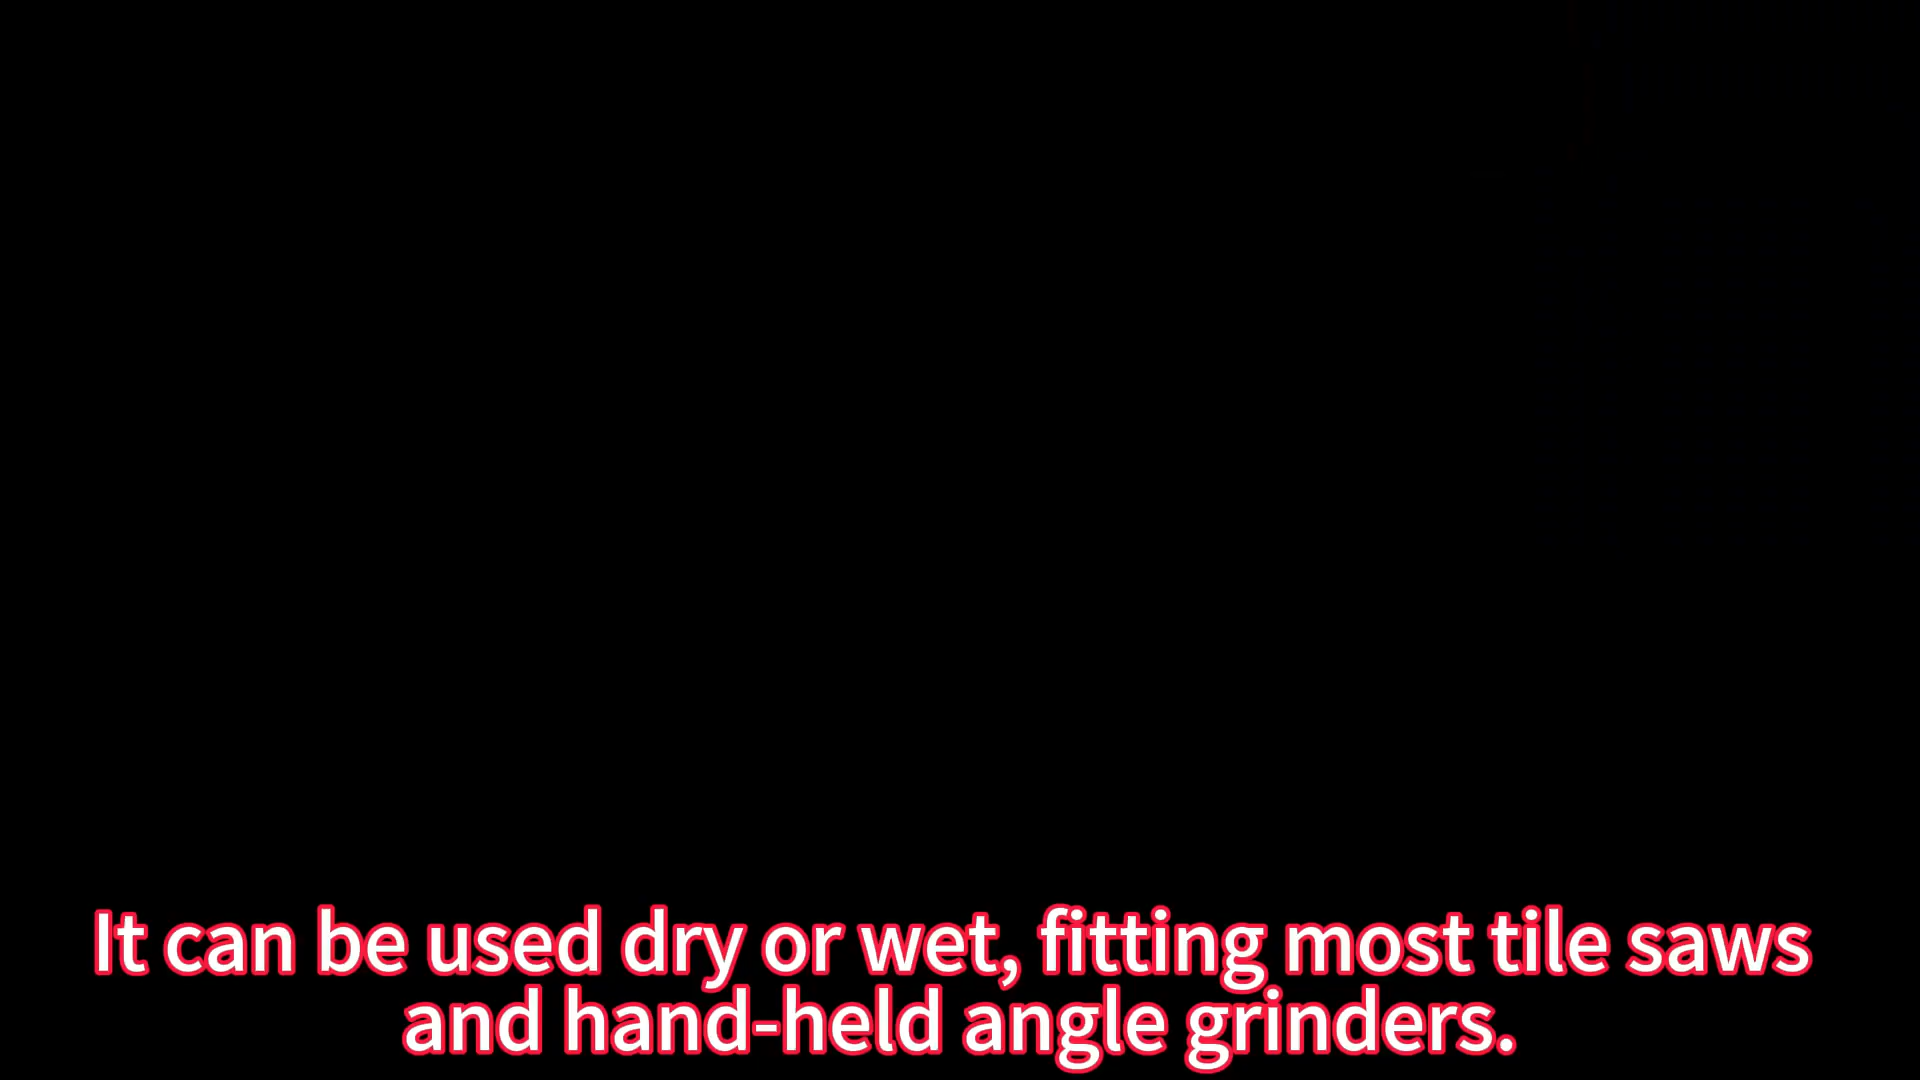 It can be used dry or wet, fitting most tile saws
and hand-held angle grinders.